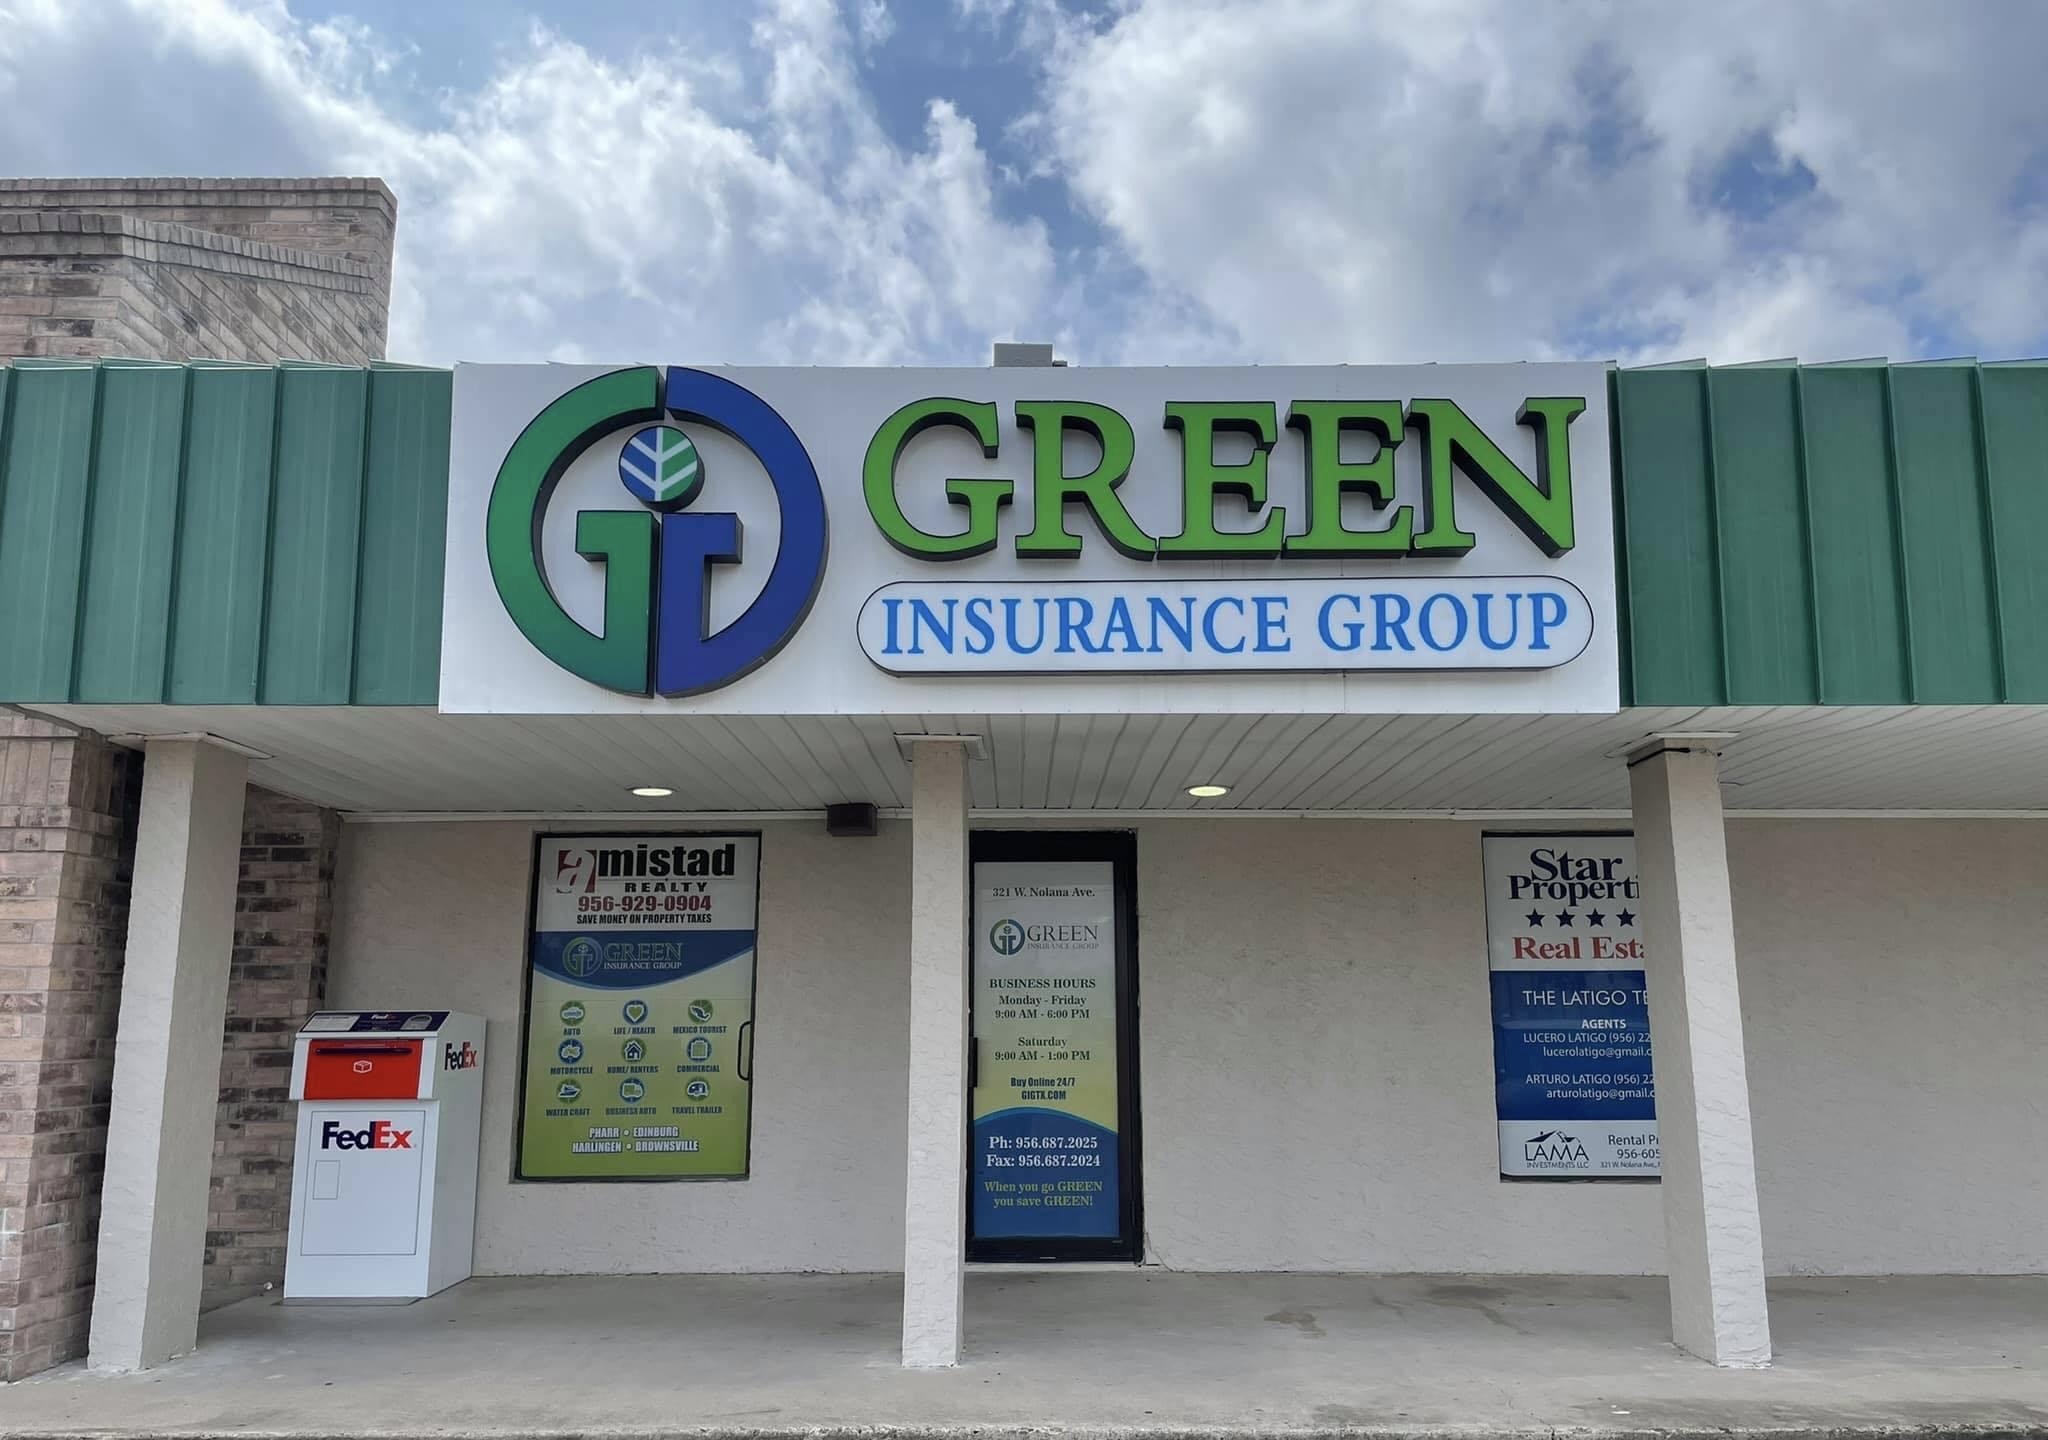 GREEN
INSURANCE GROUP
amistad
REALTY
956-929-0904
SAVE MONEY ON PROPERTY TAXES
GREEN
INSURANCE GROUP
AUTO
LIFE / HEALTH
MEXICO TOURIST
MOTORCYCLE
HOME/ RENTERS
COMMERCIAL
WATER CRAFT
BUSINESS AUTO
TRAVEL TRAILER
PHARR • EDINBURG
HARLINGEN • BROWNSVILLE
FedEx
FedEx
FedEx
321 W. Nolana Ave.
GREEN
INSURANCE GROUP
BUSINESS HOURS
Monday - Friday
9:00 AM - 6:00 PM
Saturday
9:00 AM - 1:00 PM
Buy Online 24/7
GIGTX.COM
Ph: 956.687.2025
Fax: 956.687.2024
When you go GREEN
you save GREEN!
Star
Properti
Real Esta
THE LATIGO TE
AGENTS
LUCERO LATIGO (956) 22
lucerolatigo@gmail.c
ARTURO LATIGO (956) 22
arturolatigo@gmail.c
LAMA
INVESTMENTS LLC
Rental P
956-605
321 W. Nolana Ave.,